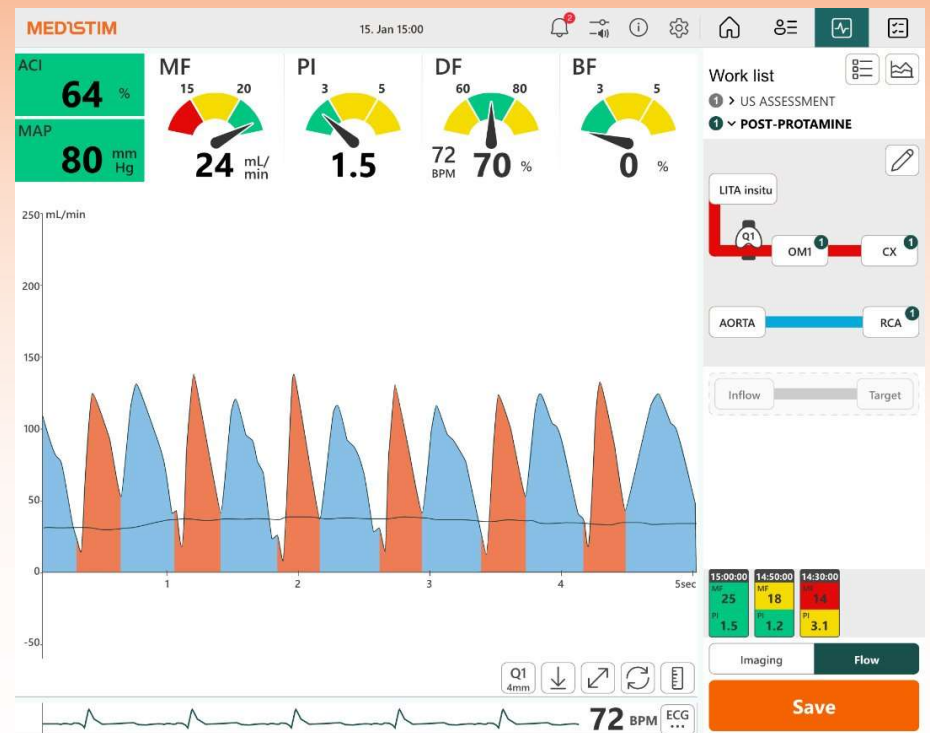 MEDISTIM
15. Jan 15:00
2
ACI
64 %
MAP
80 mm Hg
MF
15 20
24 mL/min
PI
3 5
1.5
DF
60 80
72 BPM
70 %
BF
3 5
0 %
250 mL/min
200
150
100
50
0
-50
1 2 3 4 5sec
Q1
4mm
72 BPM
ECG
...
Work list
1 > US ASSESSMENT
1 POST-PROTAMINE
LITA insitu
Q1
OM1 1
CX 1
AORTA
RCA 1
Inflow
Target
15:00:00 14:50:00 14:30:00
MF MF MF
25 18 14
PI PI PI
1.5 1.2 3.1
Imaging
Flow
Save